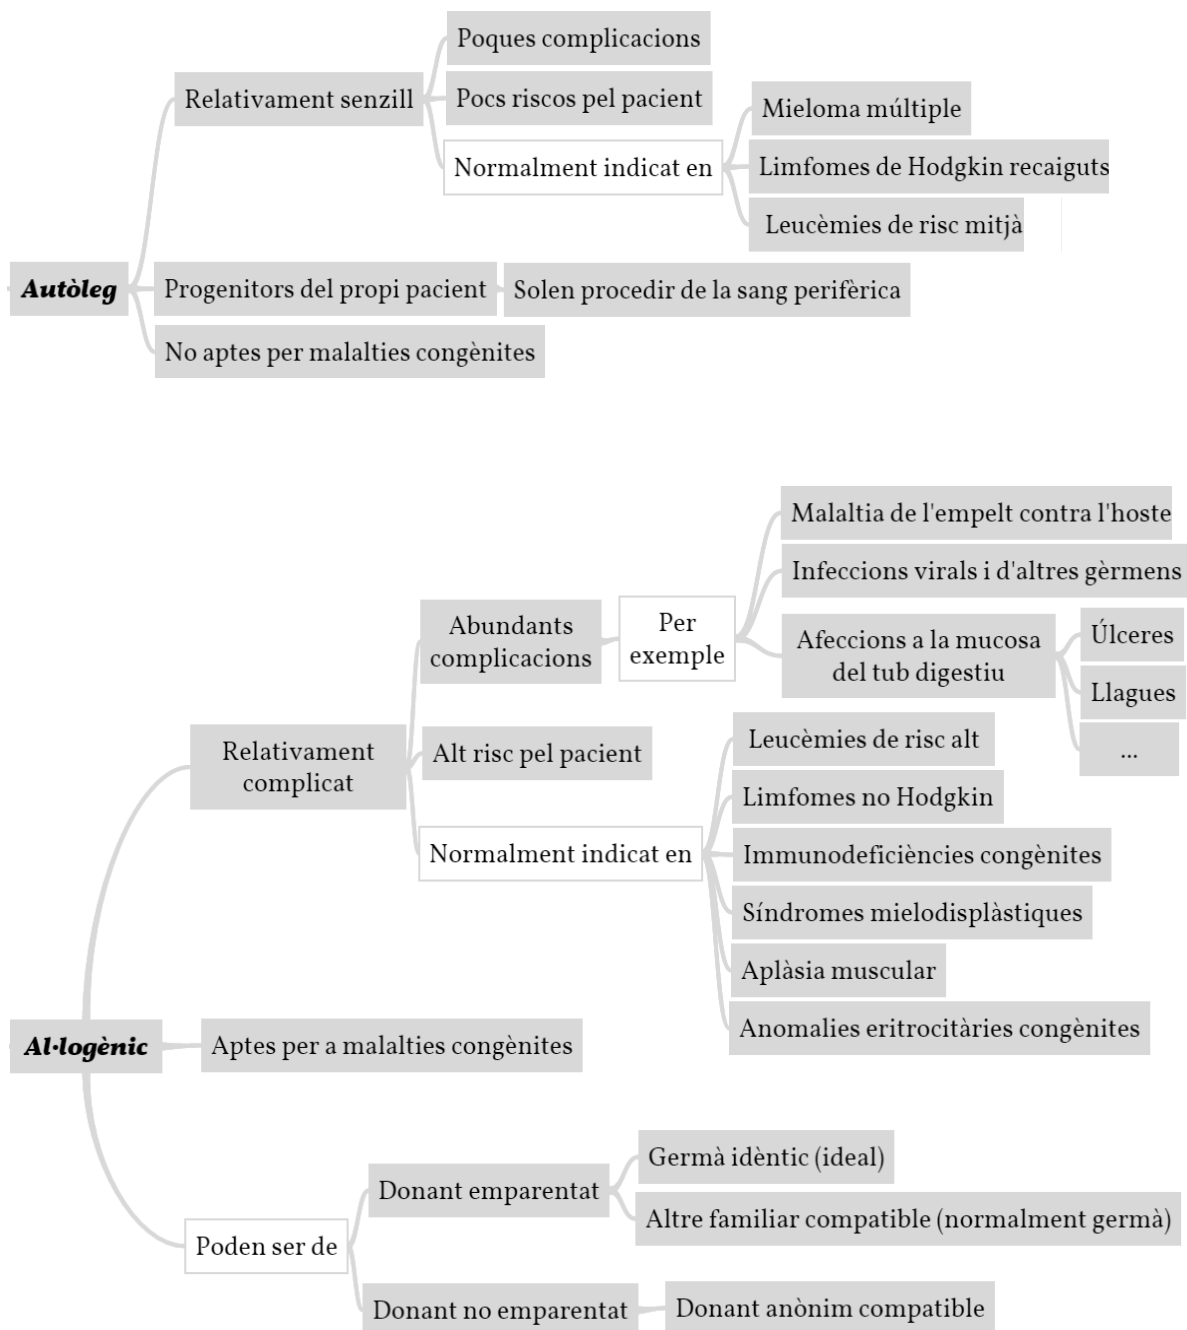 Poques complicacions
Relativament senzill
Pocs riscos pel pacient
Mieloma múltiple
Normalment indicat en
Limfomes de Hodgkin recaiguts
Leucèmies de risc mitjà
Autòleg
Progenitors del propi pacient
Solen procedir de la sang perifèrica
No aptes per malalties congènites
Malaltia de l'empelt contra l'hoste
Infeccions virals i d'altres gèrmens
Abundants
complicacions
Per
exemple
Afeccions a la mucosa
del tub digestiu
Úlceres
Llagues
...
Relativament
complicat
Alt risc pel pacient
Leucèmies de risc alt
Limfomes no Hodgkin
Normalment indicat en
Immunodeficiències congènites
Síndromes mielodisplàstiques
Aplàsia muscular
Anomalies eritrocitàries congènites
Al·logènic
Aptes per a malalties congènites
Germà idèntic (ideal)
Donant emparentat
Altre familiar compatible (normalment germà)
Poden ser de
Donant no emparentat
Donant anònim compatible